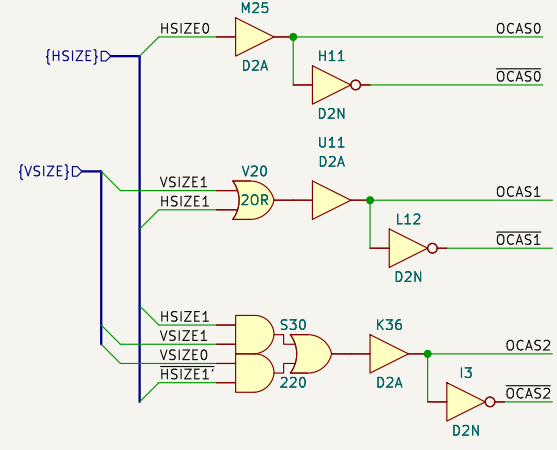 M25
HSIZE0
OCAS0
{HSIZE}
H11
D2A
OCAS0
D2N
U11
D2A
{VSIZE}
V20
VSIZE1
OCAS1
HSIZE1
2OR
L12
OCAS1
D2N
HSIZE1
S30
K36
VSIZE1
OCAS2
VSIZE0
HSIZE1'
220
D2A
I3
OCAS2
D2N